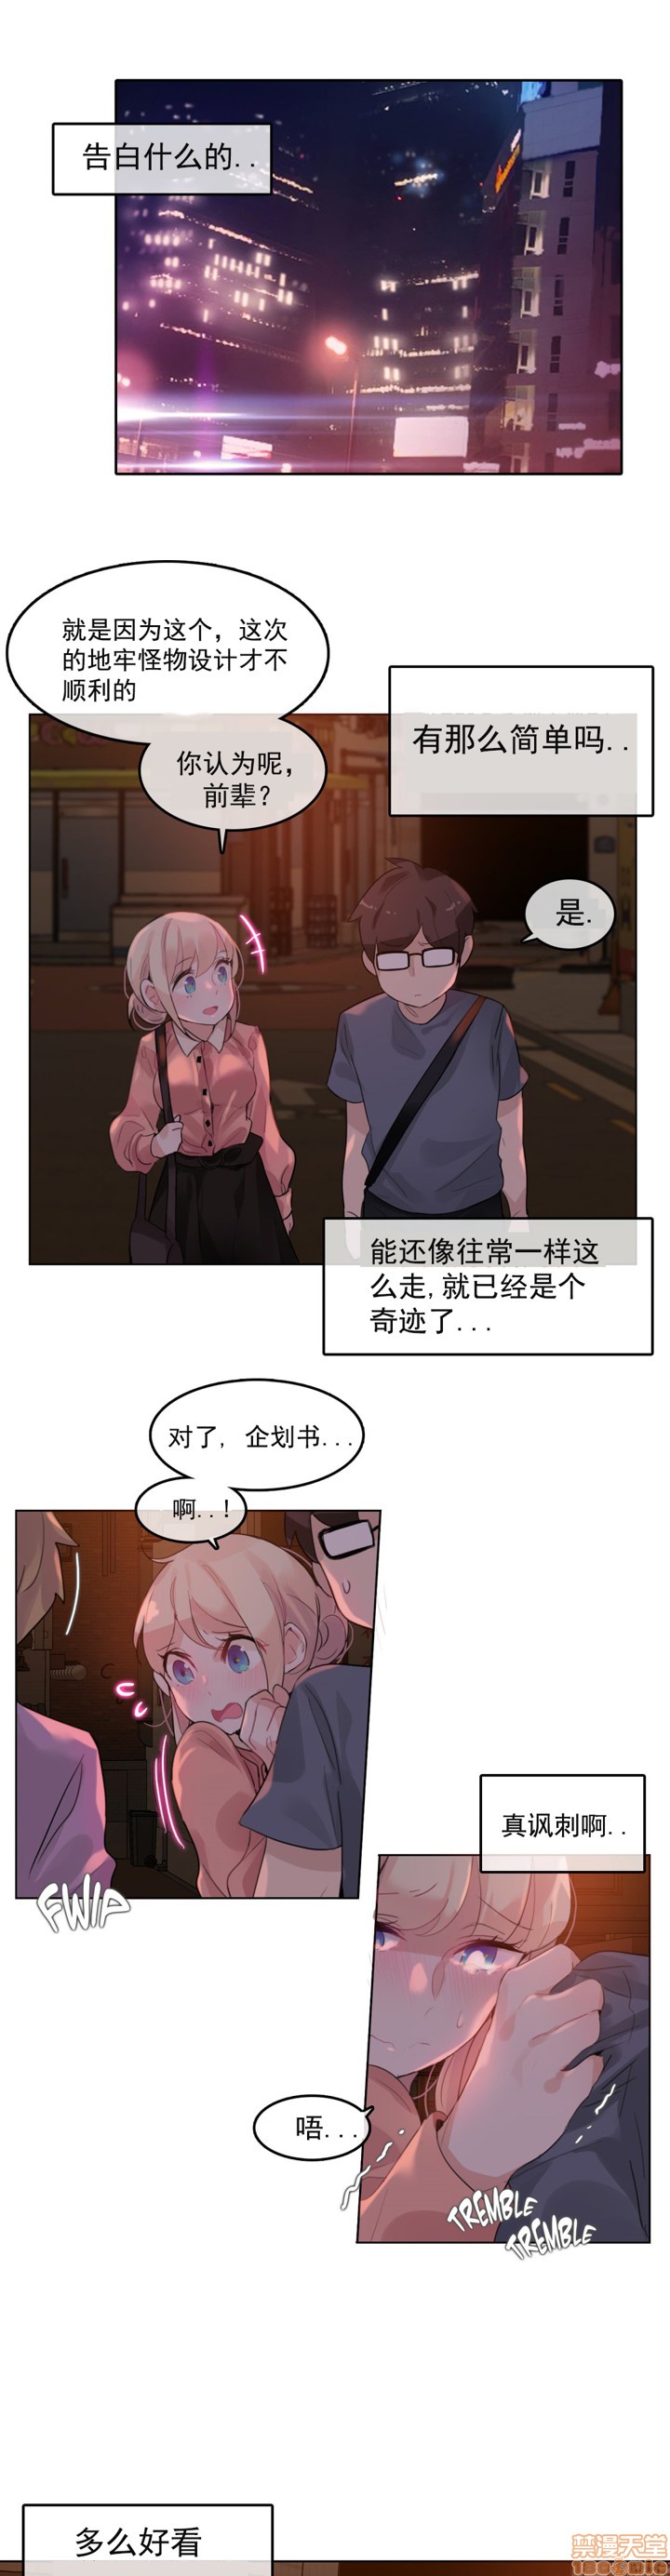 告白什么的..
就是因为这个，这次
的地牢怪物设计才不
顺利的
有那么简单吗..
你认为呢，
前辈？
是.
能还像往常一样这
么走,就已经是个
奇迹了...
对了, 企划书...
啊..!
真讽刺啊..
FWIP
唔...
TREMBLE
TREMBLE
多么好看
禁漫天堂